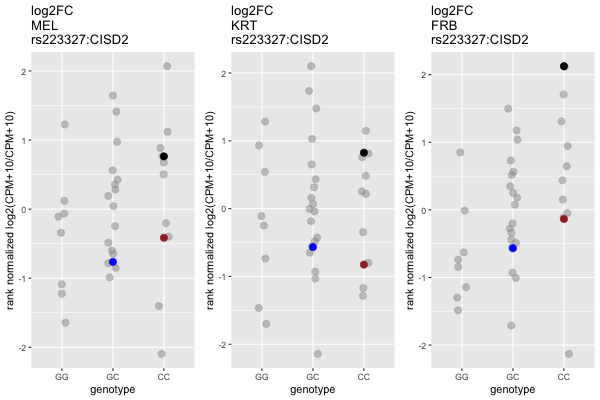 log2FC
MEL
rs223327:CISD2
rank normalized log2(CPM+10/CPM+10)
2
1
0
-1
-2
GG GC CC
genotype
log2FC
KRT
rs223327:CISD2
rank normalized log2(CPM+10/CPM+10)
2
1
0
-1
-2
GG GC CC
genotype
log2FC
FRB
rs223327:CISD2
rank normalized log2(CPM+10/CPM+10)
2
1
0
-1
-2
GG GC CC
genotype